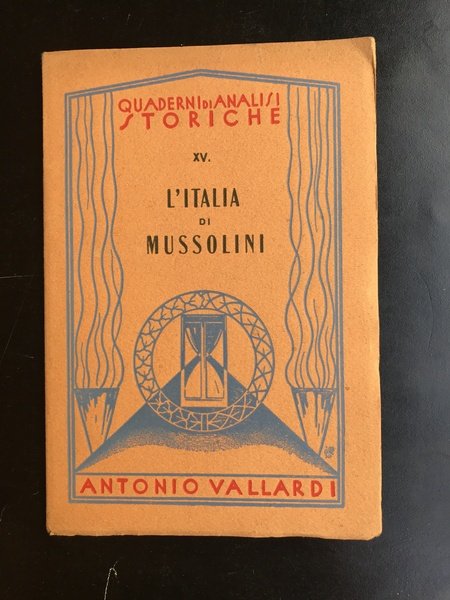 QUADERNI DI ANALISI
STORICHE
XV.
L'ITALIA
DI
MUSSOLINI
ANTONIO VALLARDI